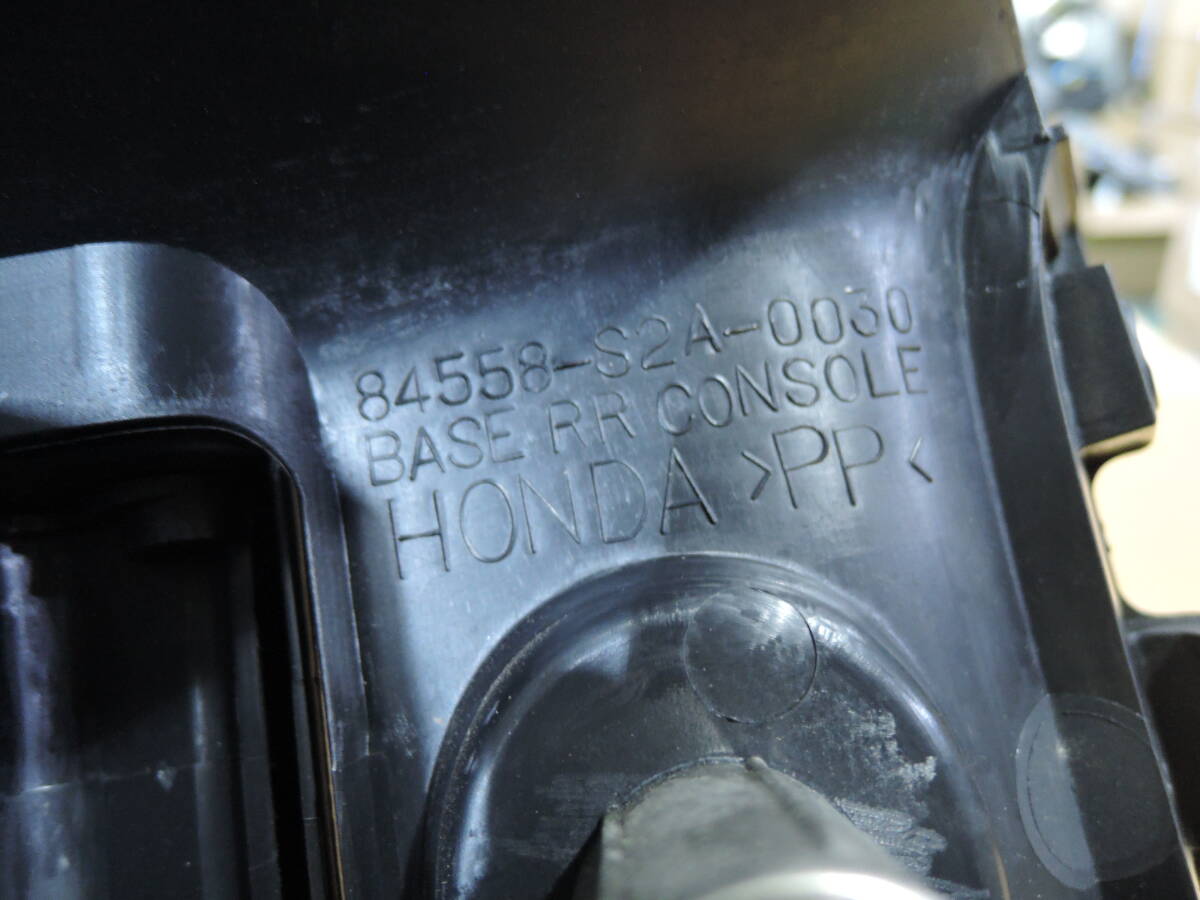 84558-S2A-0030
BASE RR CONSOLE
HONDA >PP<